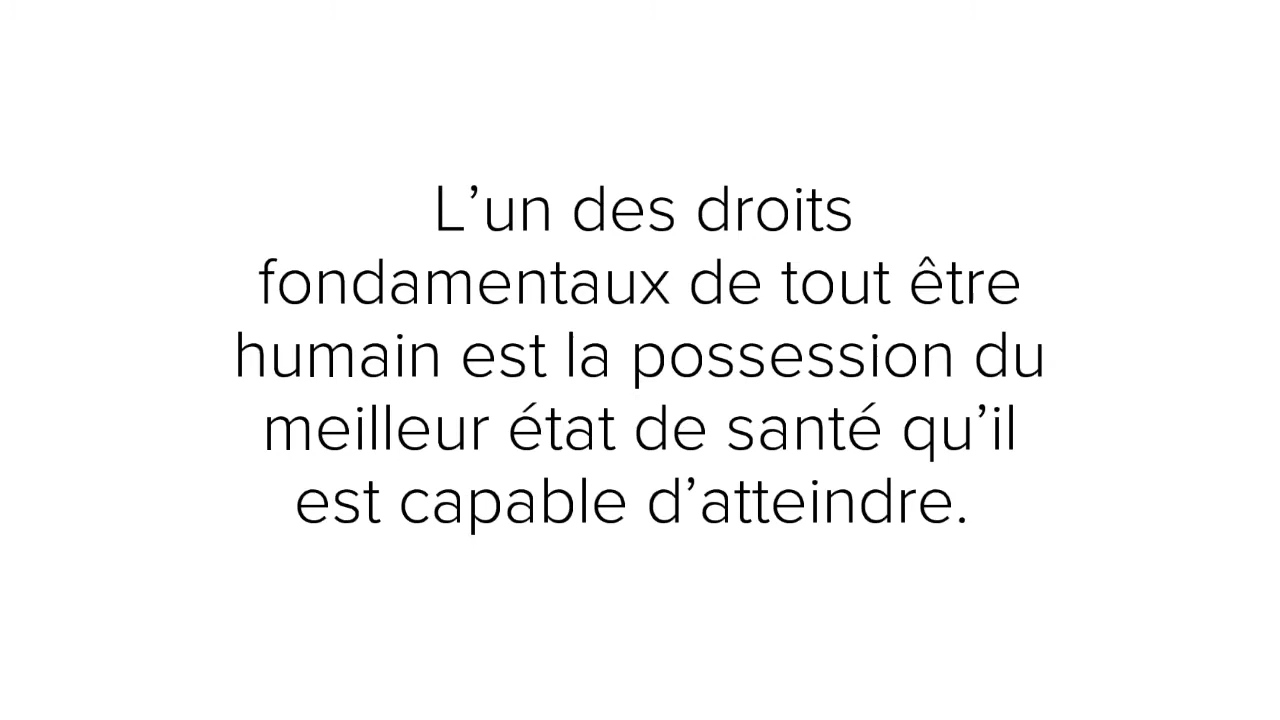 L’un des droits
fondamentaux de tout être
humain est la possession du
meilleur état de santé qu’il
est capable d’atteindre.